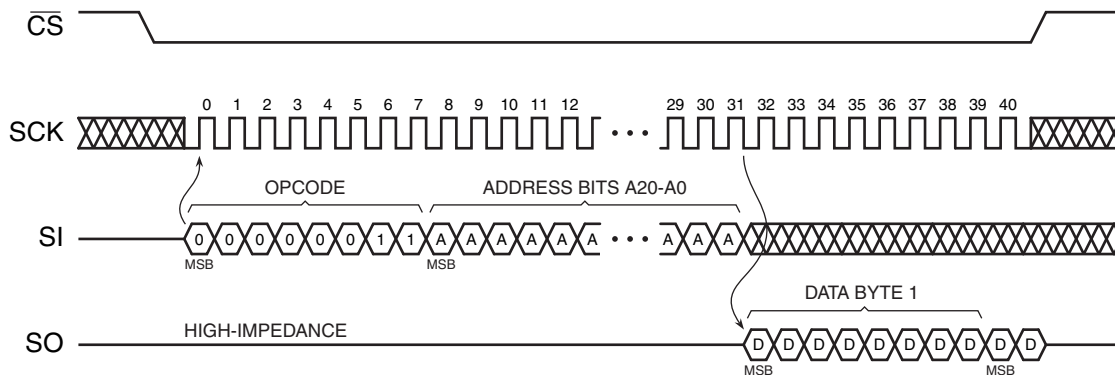 CS
0 1 2 3 4 5 6 7 8 9 10 11 12 29 30 31 32 33 34 35 36 37 38 39 40
SCK
OPCODE ADDRESS BITS A20-A0
SI 0 0 0 0 0 0 1 1 A A A A A A A A A
MSB MSB
DATA BYTE 1
HIGH-IMPEDANCE
SO D D D D D D D D D D
MSB MSB